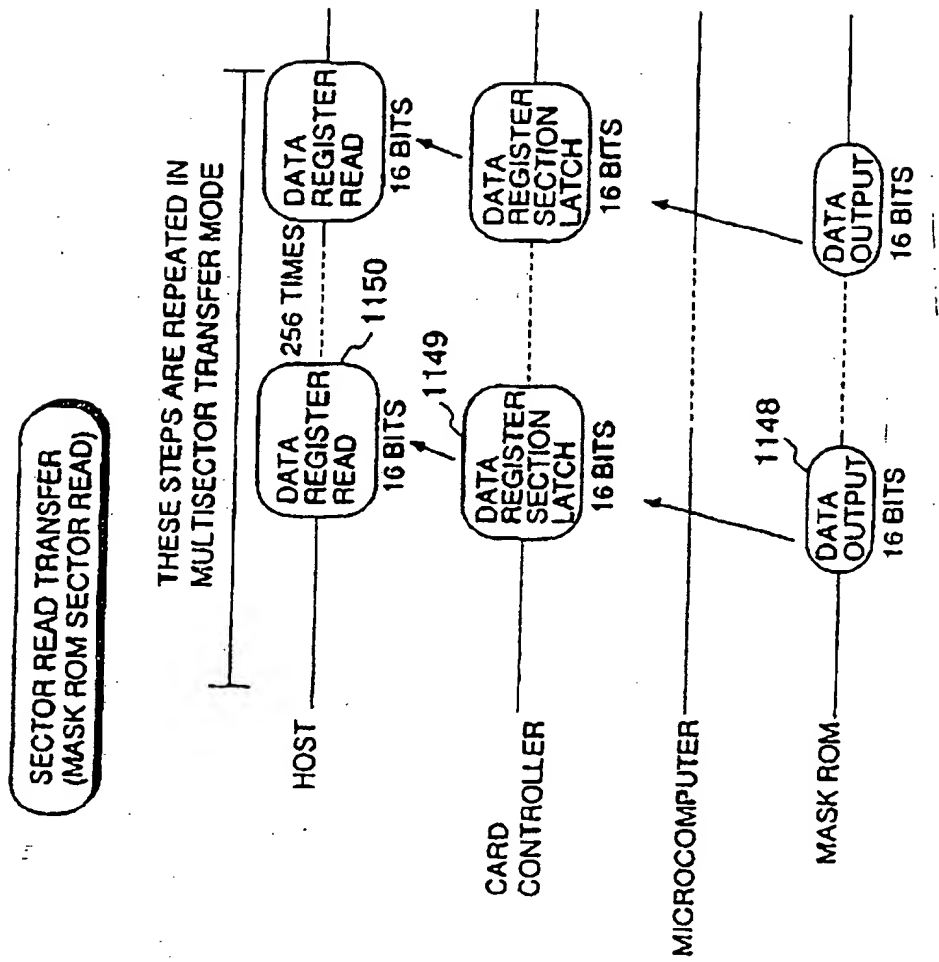 SECTOR READ TRANSFER
(MASK ROM SECTOR READ)
THESE STEPS ARE REPEATED IN
MULTISECTOR TRANSFER MODE
HOST
DATA
REGISTER
READ
16 BITS
1150
256 TIMES
DATA
REGISTER
READ
16 BITS
CARD
CONTROLLER
DATA
REGISTER
SECTION
LATCH
16 BITS
1149
DATA
REGISTER
SECTION
LATCH
16 BITS
MICROCOMPUTER
MASK ROM
DATA
OUTPUT
16 BITS
1148
DATA
OUTPUT
16 BITS